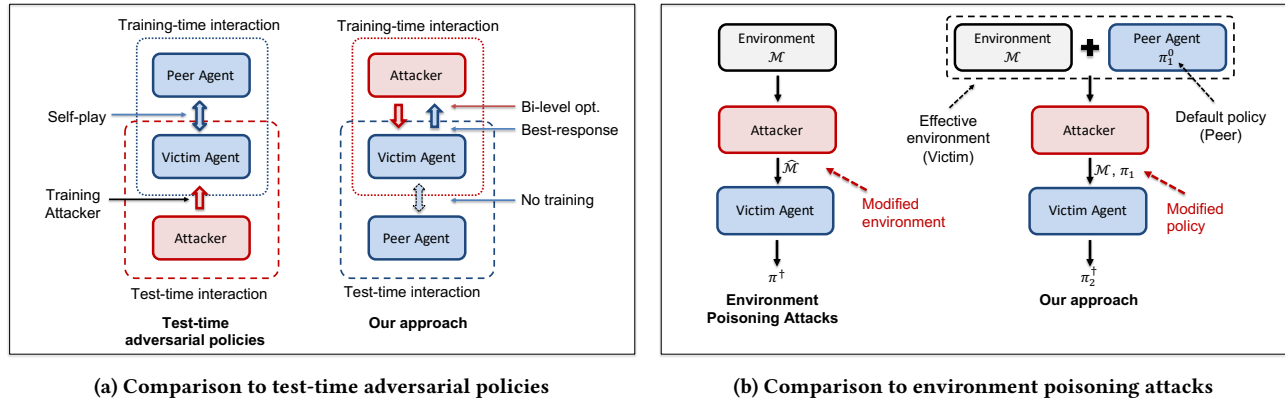 Training-time interaction
Peer Agent
Self-play
Victim Agent
Training
Attacker
Attacker
Test-time interaction
Test-time
adversarial policies
Training-time interaction
Attacker
Bi-level opt.
Best-response
Victim Agent
No training
Peer Agent
Test-time interaction
Our approach
(a) Comparison to test-time adversarial policies
Environment
ℳ
Attacker
ℳ̂
Modified
environment
Victim Agent
π†
Environment
Poisoning Attacks
Environment
ℳ
Peer Agent
π₁⁰
Effective
environment
(Victim)
Default policy
(Peer)
Attacker
ℳ, π₁
Modified
policy
Victim Agent
π₂†
Our approach
(b) Comparison to environment poisoning attacks